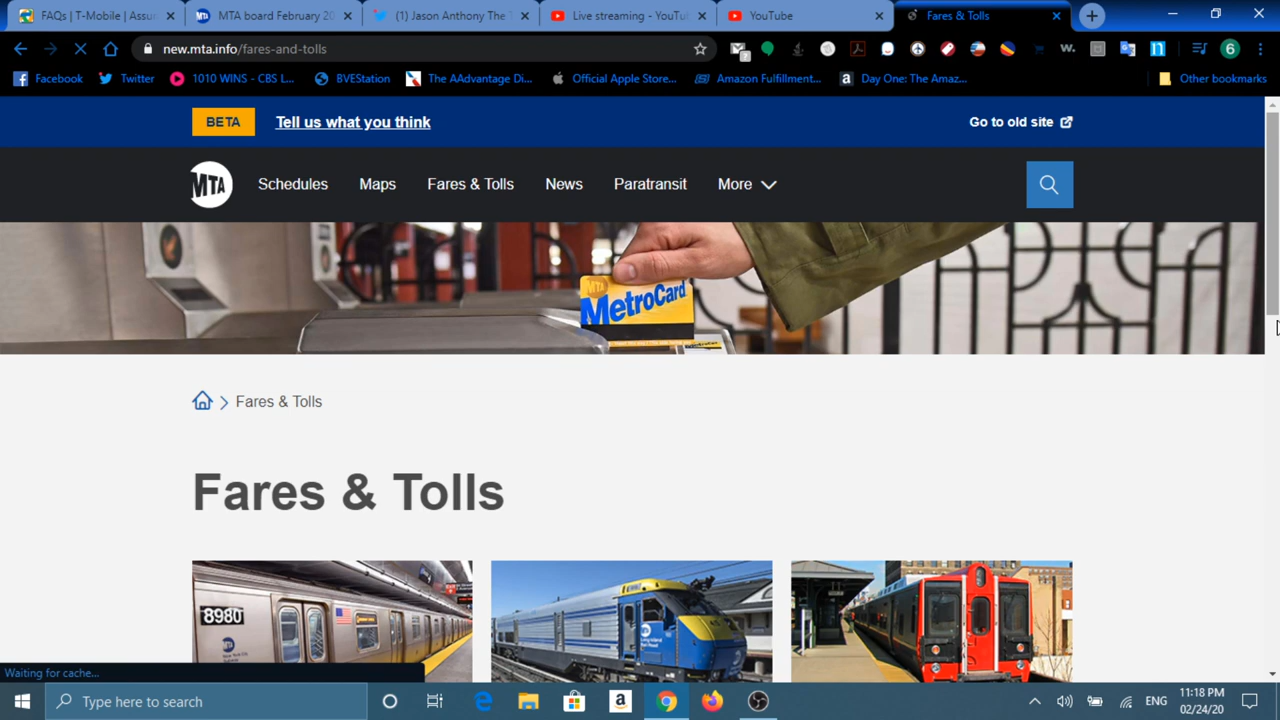 FAQs | T-Mobile | Assu
MTA board February 20
(1) Jason Anthony The T
Live streaming - YouTu
YouTube
Fares & Tolls
new.mta.info/fares-and-tolls
Facebook
Twitter
1010 WINS - CBS L...
BVEStation
The AAdvantage Di...
Official Apple Store...
Amazon Fulfillment...
Day One: The Amaz...
Other bookmarks
BETA
Tell us what you think
Go to old site
MTA
Schedules
Maps
Fares & Tolls
News
Paratransit
More
MTA
MetroCard
Fares & Tolls
Fares & Tolls
8980
Waiting for cache...
Type here to search
ENG
11:18 PM
02/24/20